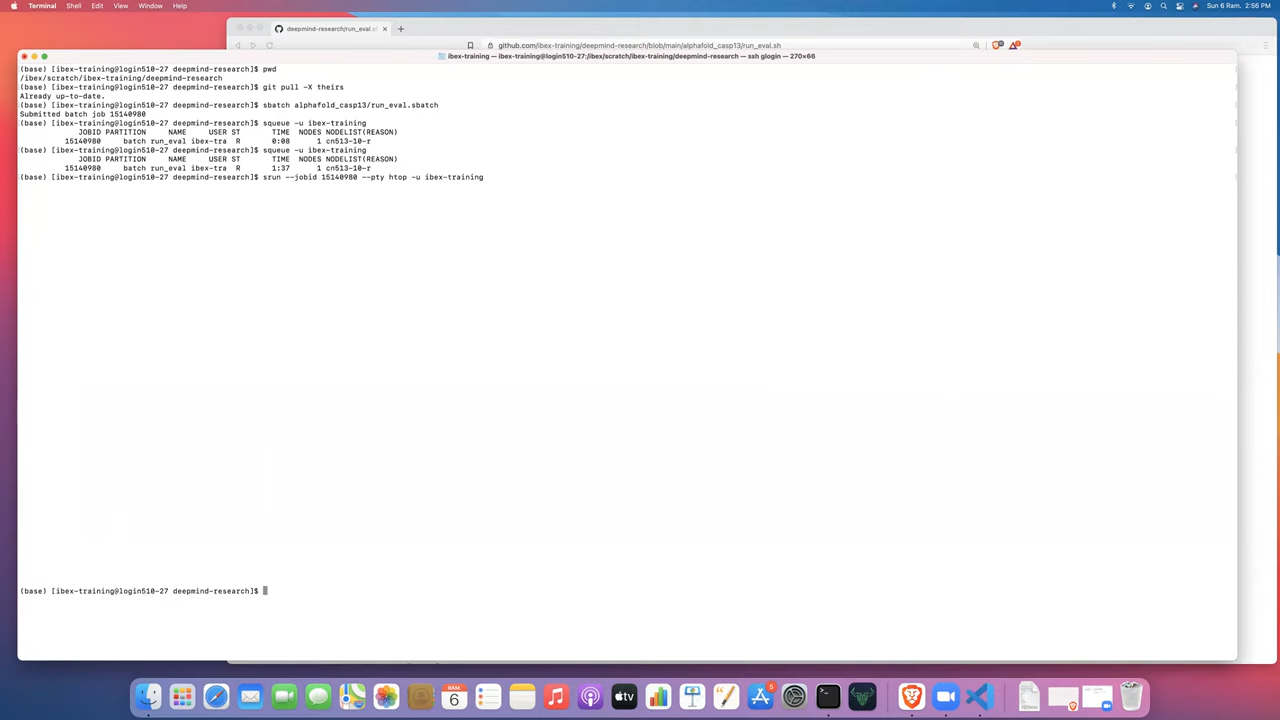 Terminal Shell Edit View Window Help Sun 6 Ram. 2:56 PM
deepmind-research/run_eval.s
github.com/ibex-training/deepmind-research/blob/main/alphafold_casp13/run_eval.sh
ibex-training — ibex-training@login510-27:/ibex/scratch/ibex-training/deepmind-research — ssh glogin — 270×66
(base) [ibex-training@login510-27 deepmind-research]$ pwd
/ibex/scratch/ibex-training/deepmind-research
(base) [ibex-training@login510-27 deepmind-research]$ git pull -X theirs
Already up-to-date.
(base) [ibex-training@login510-27 deepmind-research]$ sbatch alphafold_casp13/run_eval.sbatch
Submitted batch job 15140980
(base) [ibex-training@login510-27 deepmind-research]$ squeue -u ibex-training
JOBID PARTITION NAME USER ST TIME NODES NODELIST(REASON)
15140980 batch run_eval ibex-tra R 0:08 1 cn513-10-r
(base) [ibex-training@login510-27 deepmind-research]$ squeue -u ibex-training
JOBID PARTITION NAME USER ST TIME NODES NODELIST(REASON)
15140980 batch run_eval ibex-tra R 1:37 1 cn513-10-r
(base) [ibex-training@login510-27 deepmind-research]$ srun --jobid 15140980 --pty htop -u ibex-training
(base) [ibex-training@login510-27 deepmind-research]$
RAM.
6
tv
5